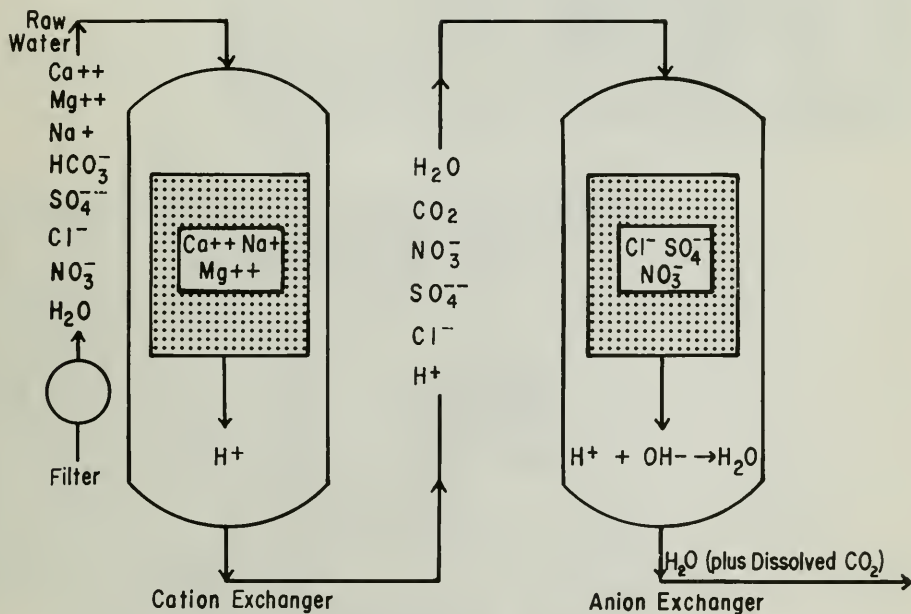 Raw
Water
Ca++
Mg++
Na+
HCO₃⁻
SO₄⁻⁻
Cl⁻
NO₃⁻
H₂O
Filter
Ca++ Na+
Mg++
H⁺
Cation Exchanger
H₂O
CO₂
NO₃⁻
SO₄⁻⁻
Cl⁻
H⁺
Cl⁻ SO₄⁻⁻
NO₃⁻
H⁺ + OH- →H₂O
H₂O (plus Dissolved CO₂)
Anion Exchanger